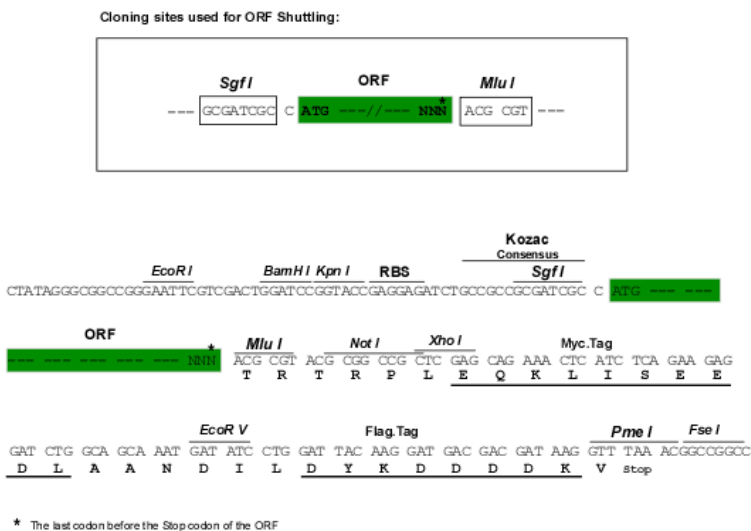 Cloning sites used for ORF Shuttling:
Sgf I ORF Mlu I
*
--- GCGATCGC C ATG ---//--- NNN ACG CGT ---
Kozac
Consensus
EcoR I BamH I Kpn I RBS Sgf I
CTATAGGGCGGCCGGGAATTCGTCGACTGGATCCGGTACCGAGGAGATCTGCCGCCGCGATCGC C ATG --- ---
ORF Mlu I Not I Xho I Myc.Tag
*
--- --- --- --- --- --- NNN ACG CGT ACG CGG CCG CTC GAG CAG AAA CTC ATC TCA GAA GAG
T R T R P L E Q K L I S E E
EcoR V Flag.Tag Pme I Fse I
GAT CTG GCA GCA AAT GAT ATC CTG GAT TAC AAG GAT GAC GAC GAT AAG GTT TAA ACGGCCGGCC
D L A A N D I L D Y K D D D D K V Stop
* The last codon before the Stop codon of the ORF